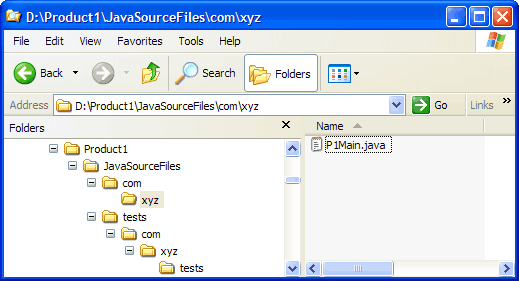 D:\Product1\JavaSourceFiles\com\xyz
File Edit View Favorites Tools Help
Back Search Folders
Address D:\Product1\JavaSourceFiles\com\xyz Go Links »
Folders
Name
Product1
P1Main.java
JavaSourceFiles
com
xyz
tests
com
xyz
tests